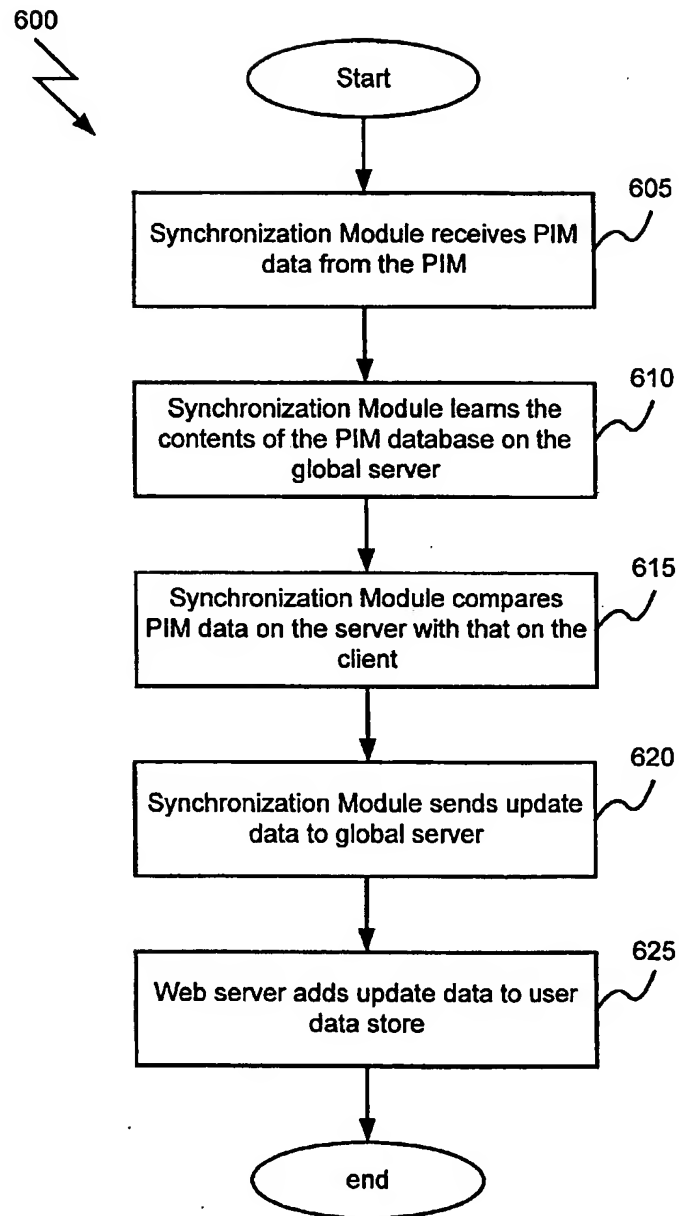 600
Start
605
Synchronization Module receives PIM
data from the PIM
610
Synchronization Module learns the
contents of the PIM database on the
global server
615
Synchronization Module compares
PIM data on the server with that on the
client
620
Synchronization Module sends update
data to global server
625
Web server adds update data to user
data store
end